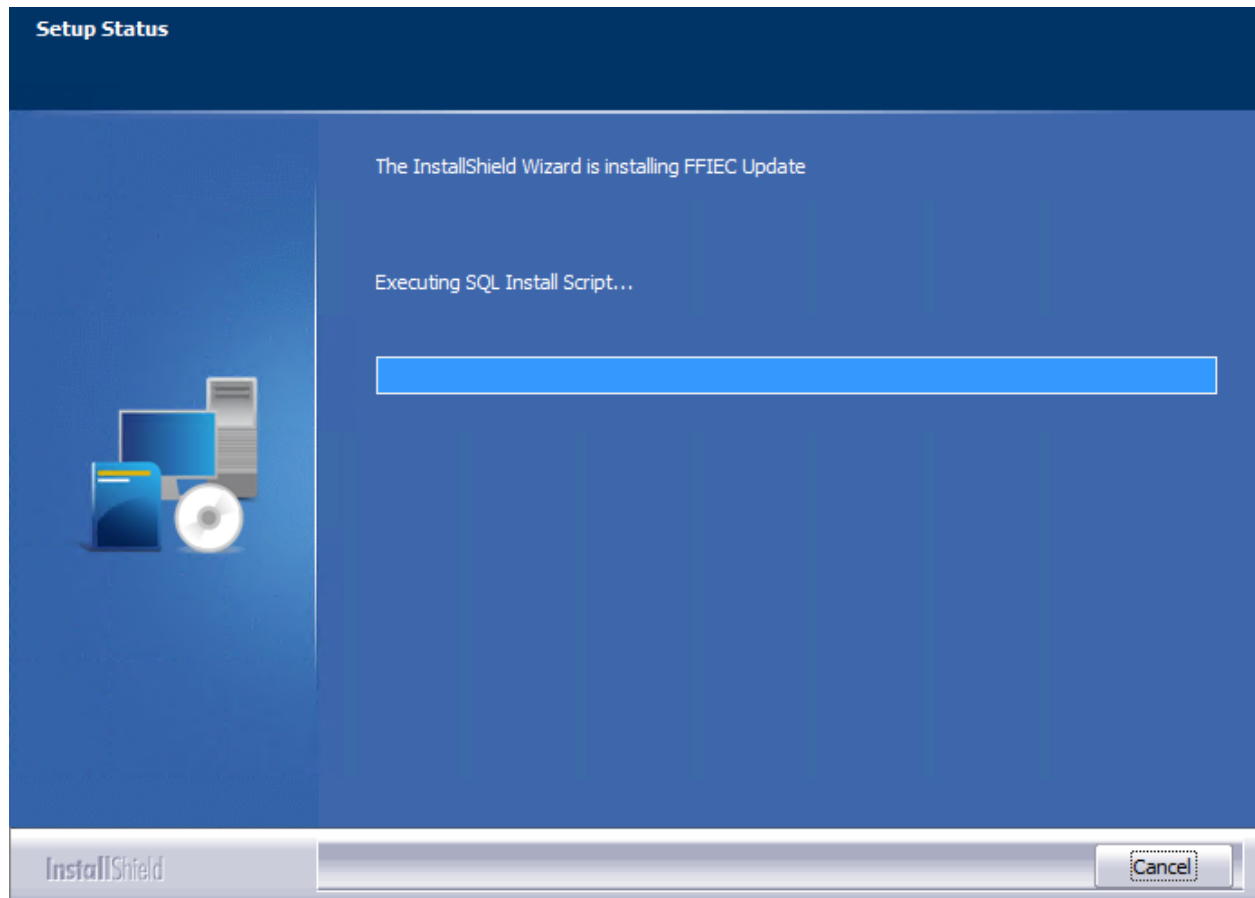 Setup Status
The InstallShield Wizard is installing FFIEC Update
Executing SQL Install Script...
InstallShield
Cancel